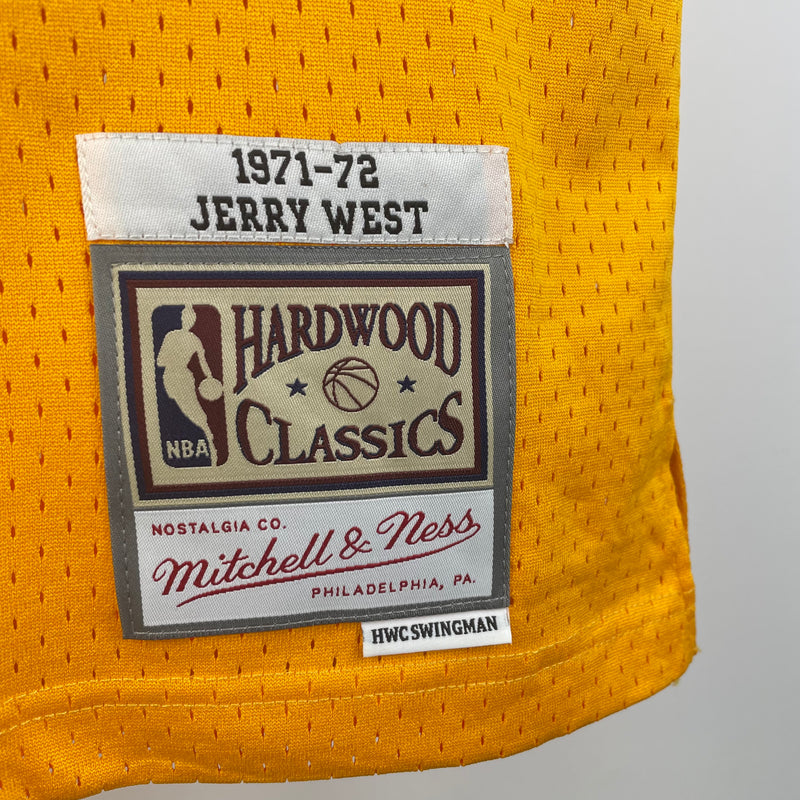 1971-72
JERRY WEST
HARDWOOD
CLASSICS
NBA
NOSTALGIA CO.
Mitchell & Ness
PHILADELPHIA, PA.
HWC SWINGMAN